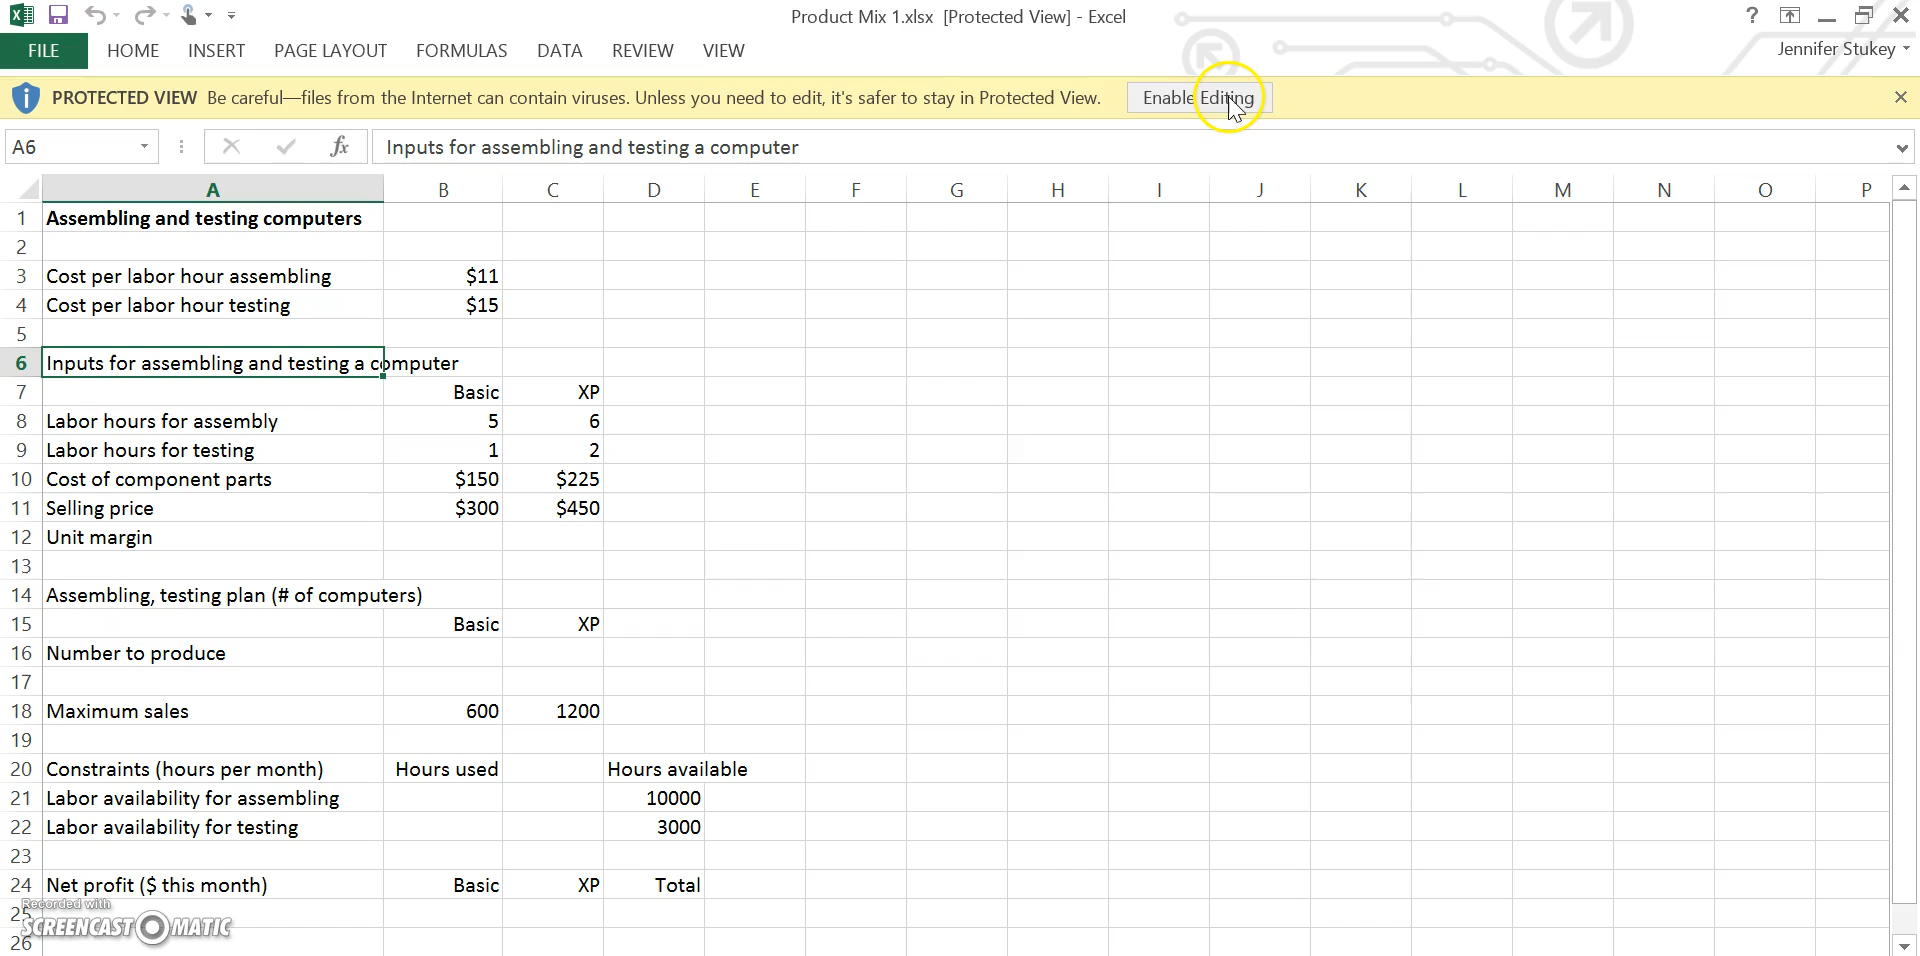 Product Mix 1.xlsx [Protected View] - Excel
?
FILE HOME INSERT PAGE LAYOUT FORMULAS DATA REVIEW VIEW
Jennifer Stukey
PROTECTED VIEW Be careful—files from the Internet can contain viruses. Unless you need to edit, it's safer to stay in Protected View. Enable Editing
A6 fx Inputs for assembling and testing a computer
A B C D E F G H I J K L M N O P
1 Assembling and testing computers
2
3 Cost per labor hour assembling $11
4 Cost per labor hour testing $15
5
6 Inputs for assembling and testing a computer
7 Basic XP
8 Labor hours for assembly 5 6
9 Labor hours for testing 1 2
10 Cost of component parts $150 $225
11 Selling price $300 $450
12 Unit margin
13
14 Assembling, testing plan (# of computers)
15 Basic XP
16 Number to produce
17
18 Maximum sales 600 1200
19
20 Constraints (hours per month) Hours used Hours available
21 Labor availability for assembling 10000
22 Labor availability for testing 3000
23
24 Net profit ($ this month) Basic XP Total
Recorded with
25
SCREENCAST MATIC
26